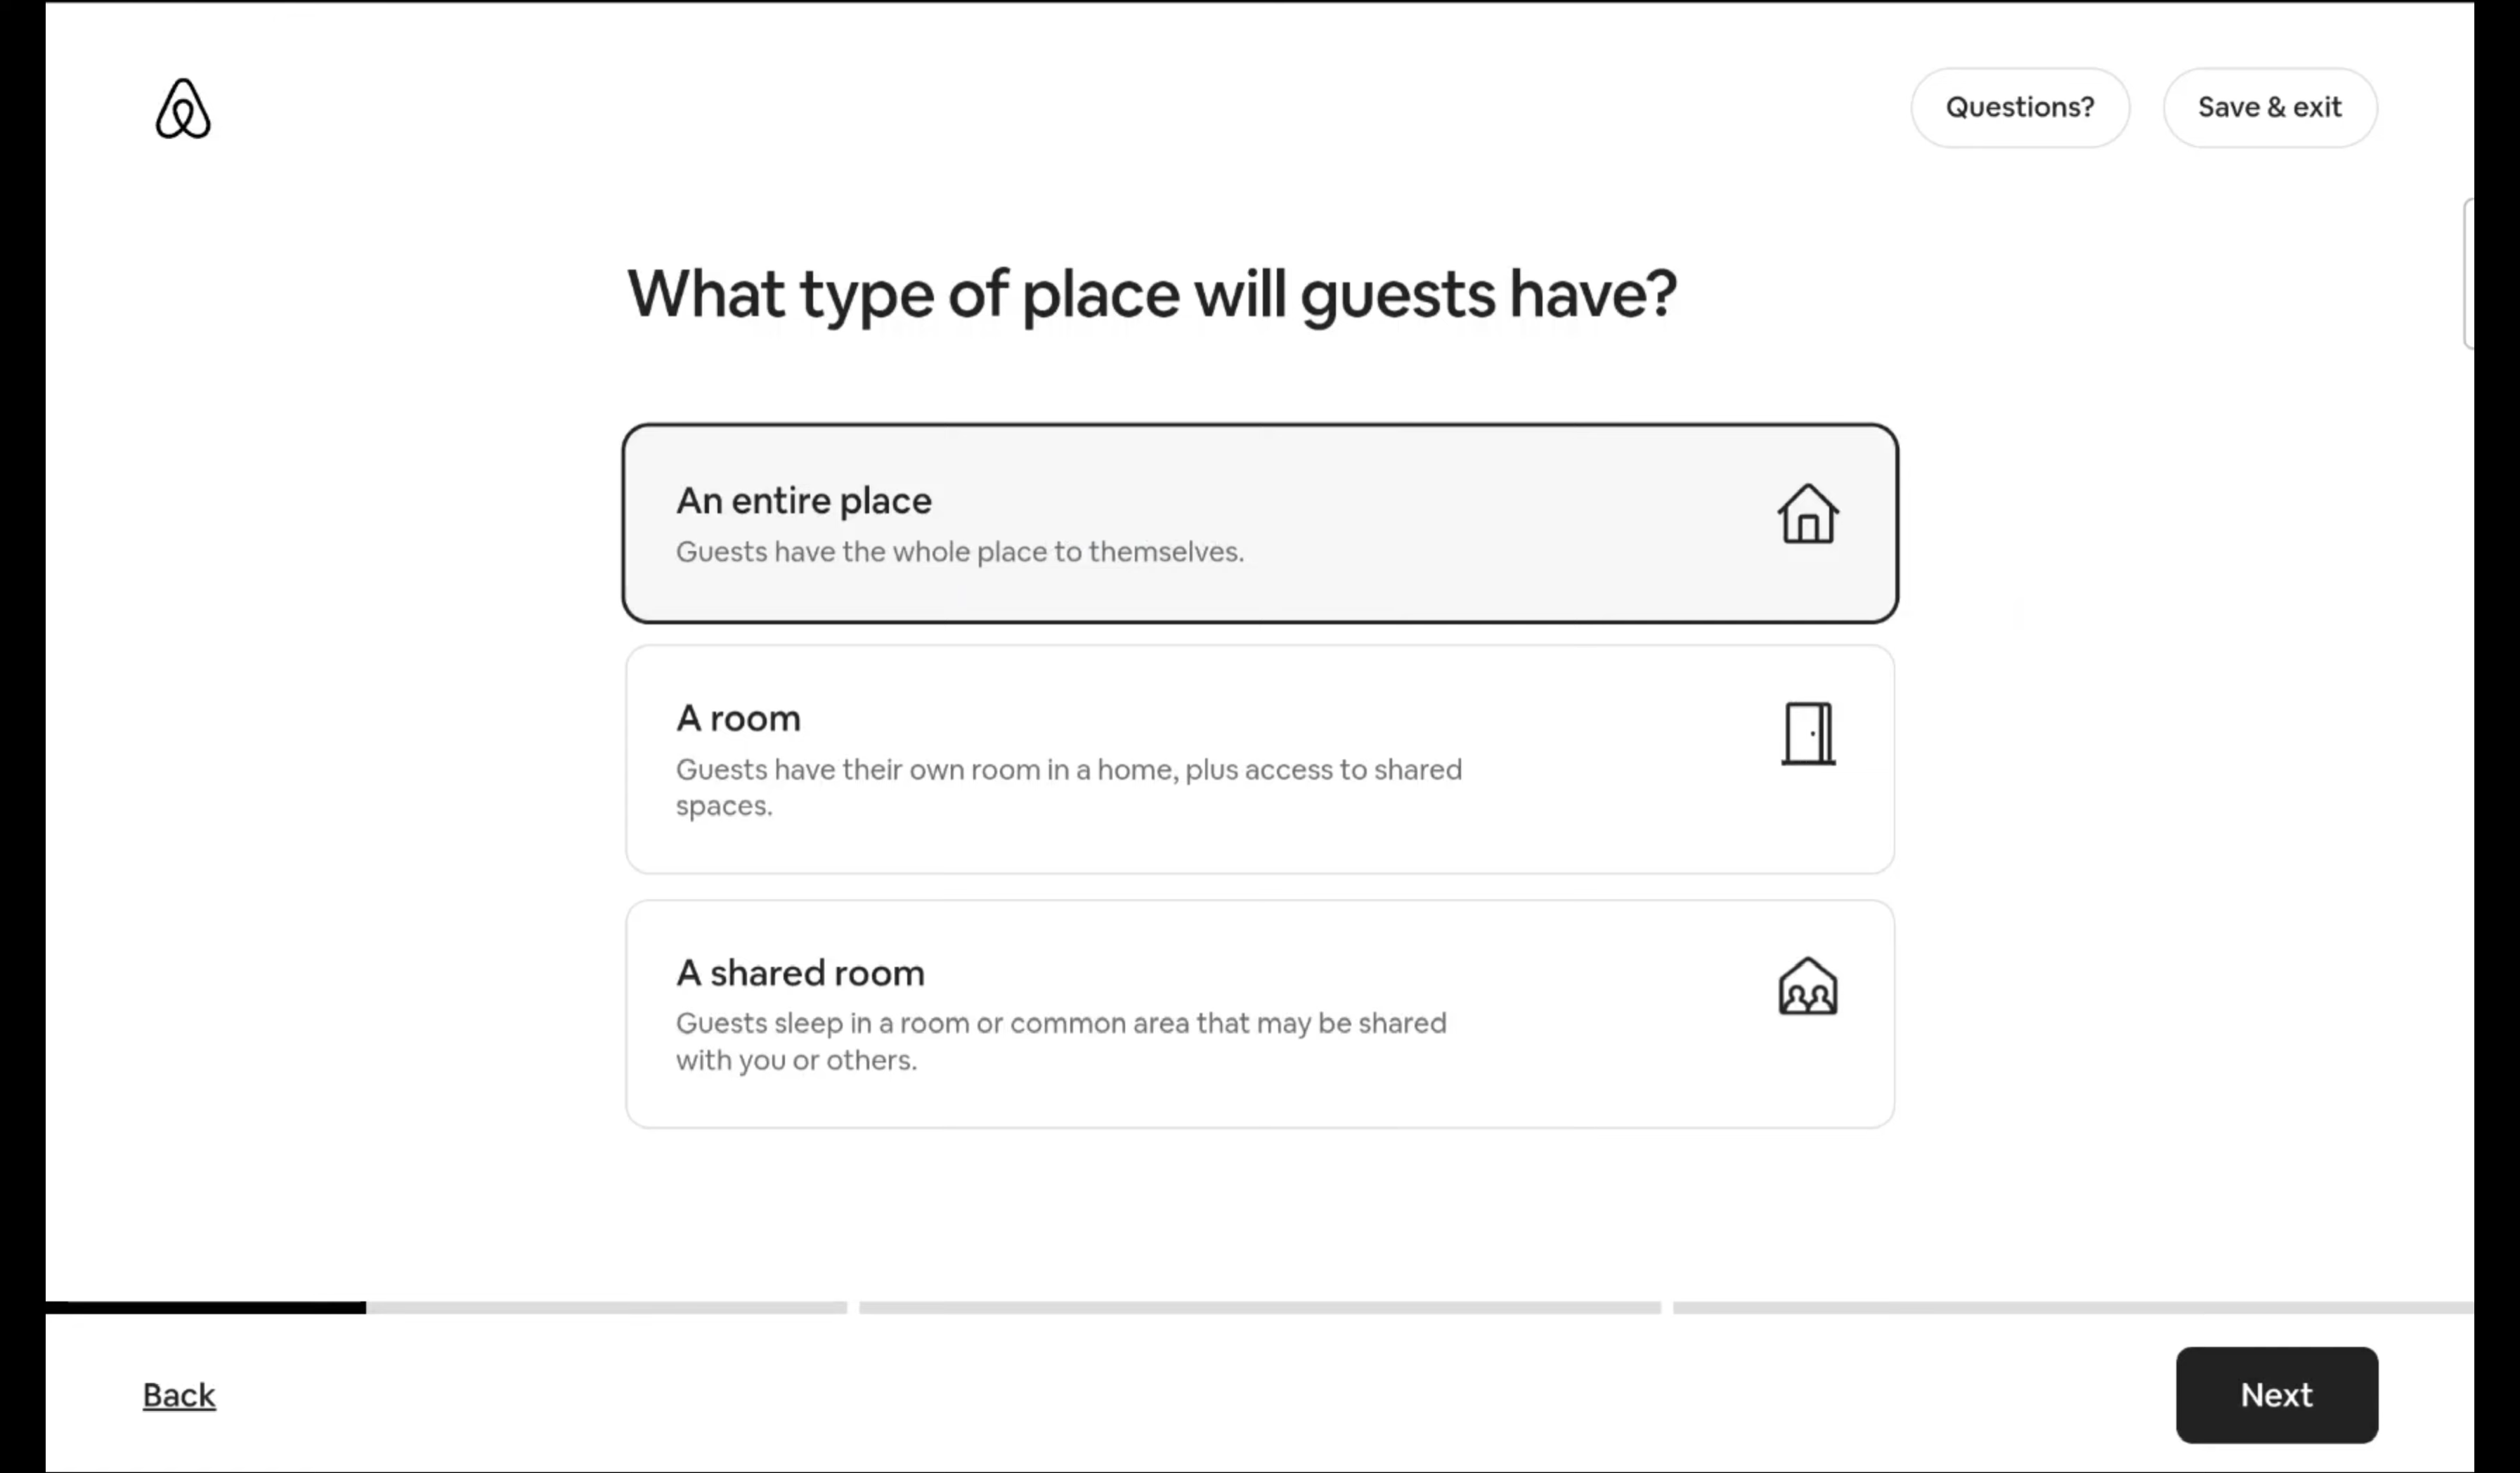 Questions?
Save & exit
What type of place will guests have?
An entire place
Guests have the whole place to themselves.
A room
Guests have their own room in a home, plus access to shared
spaces.
A shared room
Guests sleep in a room or common area that may be shared
with you or others.
Back
Next